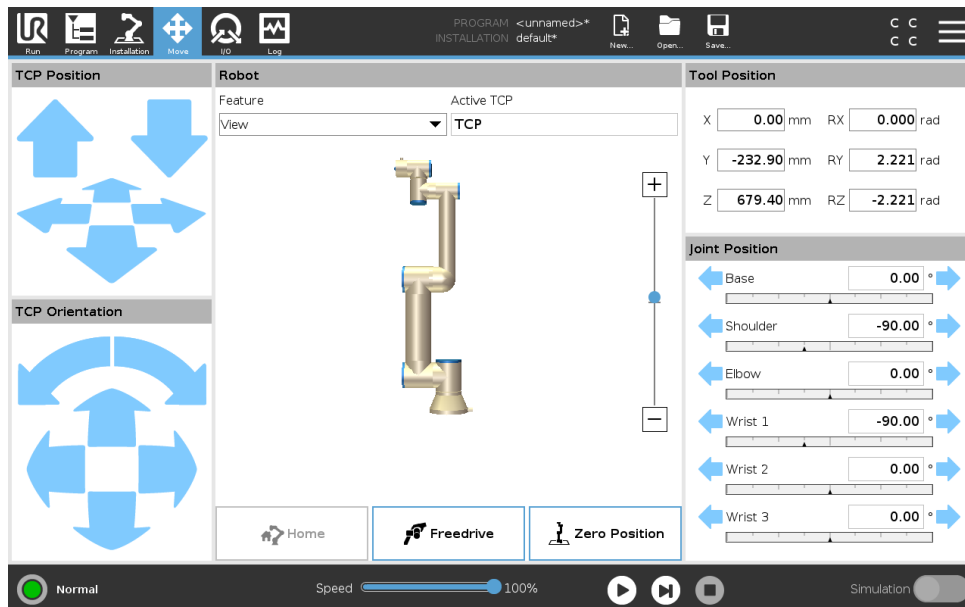 PROGRAM <unnamed>*
INSTALLATION default*
Run
Program
Installation
Move
I/O
Log
New...
Open...
Save...
C C
C C
TCP Position
Robot
Tool Position
Feature
Active TCP
View
TCP
X 0.00 mm RX 0.000 rad
Y -232.90 mm RY 2.221 rad
Z 679.40 mm RZ -2.221 rad
+
−
Joint Position
Base 0.00 °
Shoulder -90.00 °
Elbow 0.00 °
Wrist 1 -90.00 °
Wrist 2 0.00 °
Wrist 3 0.00 °
TCP Orientation
Home
Freedrive
Zero Position
Normal
Speed 100%
Simulation